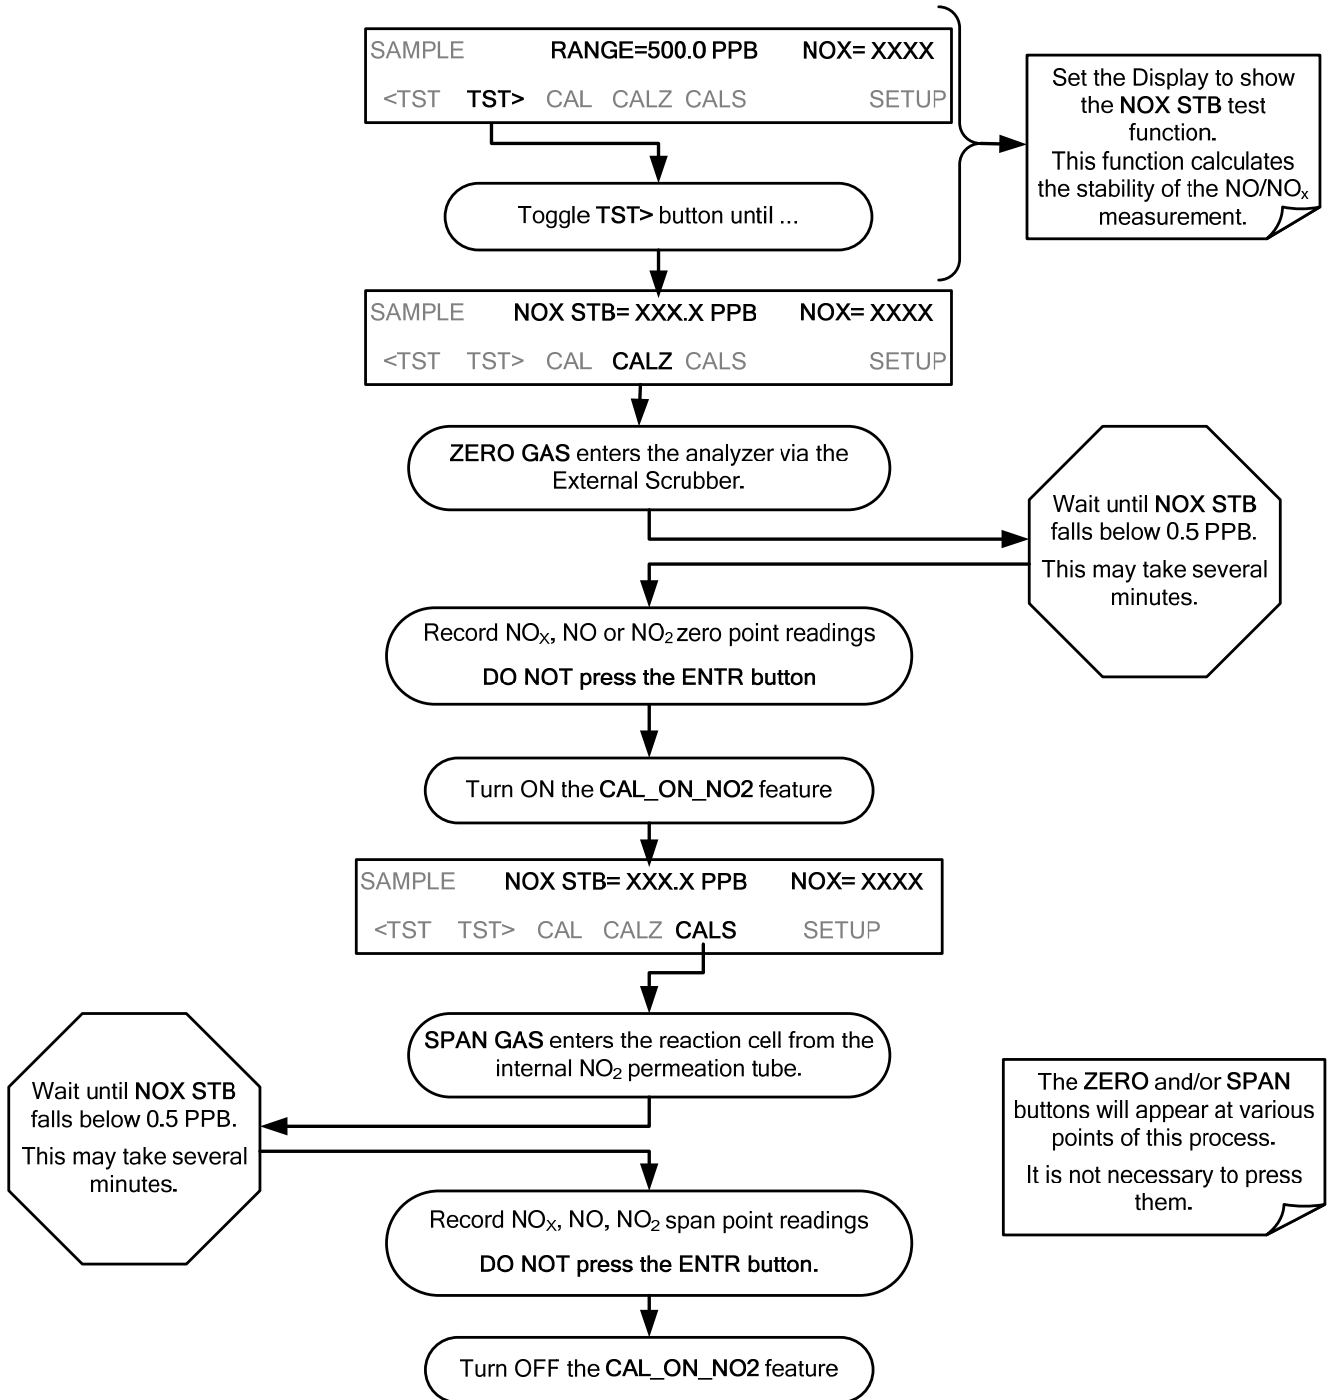 SAMPLE RANGE=500.0 PPB NOX= XXXX
<TST TST> CAL CALZ CALS SETUP
Set the Display to show
the NOX STB test
function.
This function calculates
the stability of the NO/NOx
measurement.
Toggle TST> button until ...
SAMPLE NOX STB= XXX.X PPB NOX= XXXX
<TST TST> CAL CALZ CALS SETUP
ZERO GAS enters the analyzer via the
External Scrubber.
Wait until NOX STB
falls below 0.5 PPB.
This may take several
minutes.
Record NOX, NO or NO2 zero point readings
DO NOT press the ENTR button
Turn ON the CAL_ON_NO2 feature
SAMPLE NOX STB= XXX.X PPB NOX= XXXX
<TST TST> CAL CALZ CALS SETUP
SPAN GAS enters the reaction cell from the
internal NO2 permeation tube.
Wait until NOX STB
falls below 0.5 PPB.
This may take several
minutes.
The ZERO and/or SPAN
buttons will appear at various
points of this process.
It is not necessary to press
them.
Record NOX, NO, NO2 span point readings
DO NOT press the ENTR button.
Turn OFF the CAL_ON_NO2 feature